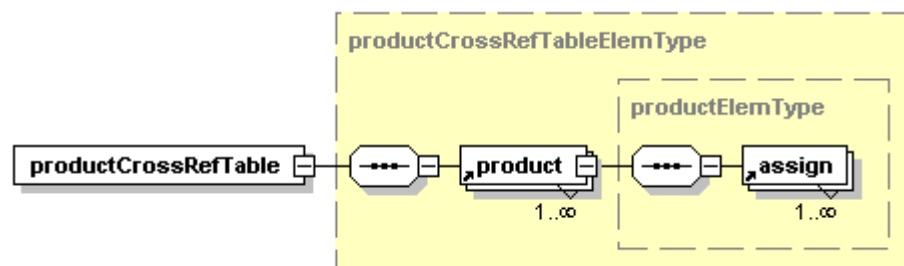 productCrossRefTableElemType
productElemType
productCrossRefTable
product
assign
1..∞
1..∞